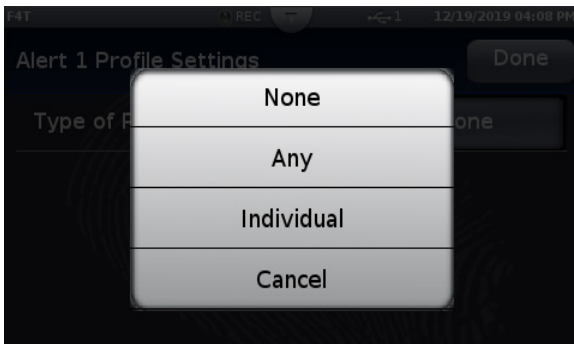 F4T REC 1 12/19/2019 04:08 PM
Alert 1 Profile Settings Done
None
Type of P one
Any
Individual
Cancel